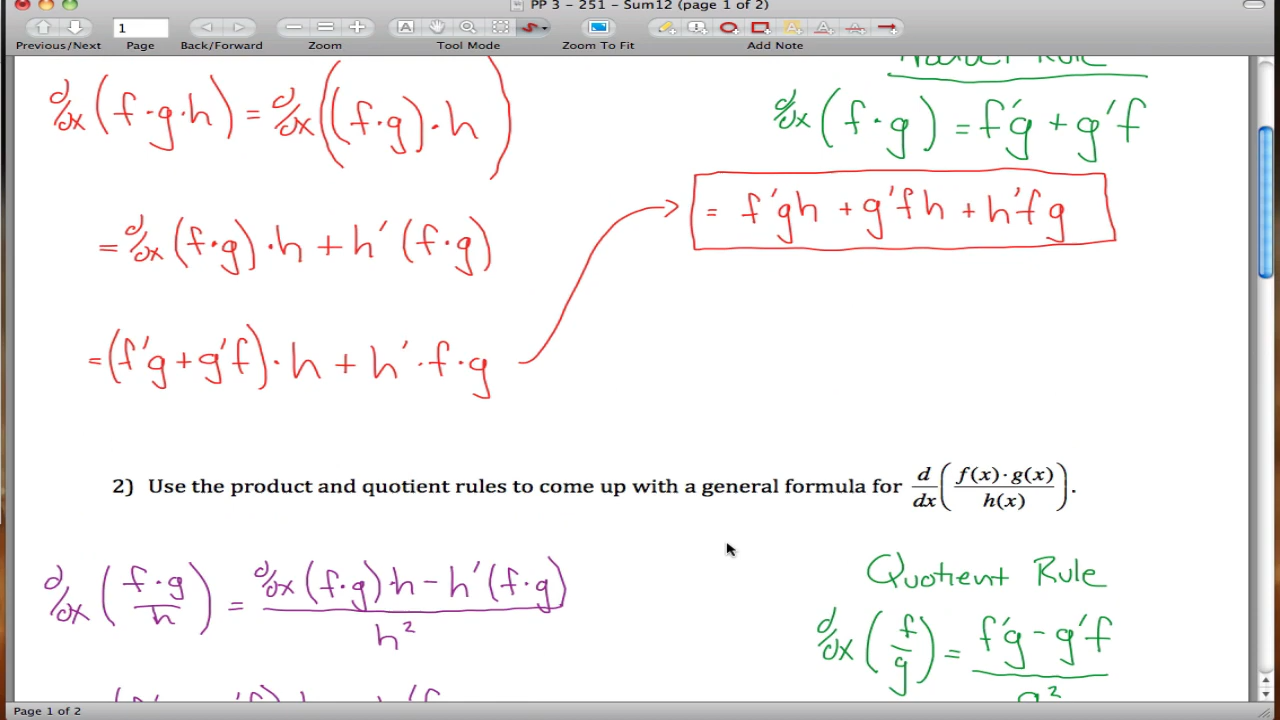 PP 3 - 251 - Sum12 (page 1 of 2)
1
Previous/Next Page Back/Forward Zoom Tool Mode Zoom To Fit Add Note
d/dx (f·g·h) = d/dx ((f·g)·h)
= d/dx (f·g)·h + h' (f·g)
= (f'g + g'f)·h + h'·f·g
d/dx (f·g) = f'g + g'f
= f'gh + g'fh + h'fg
2) Use the product and quotient rules to come up with a general formula for d/dx (f(x)·g(x) / h(x)).
d/dx (f·g / h) = d/dx (f·g)·h - h'(f·g) / h²
Quotient Rule
d/dx (f/g) = f'g - g'f / g²
Page 1 of 2